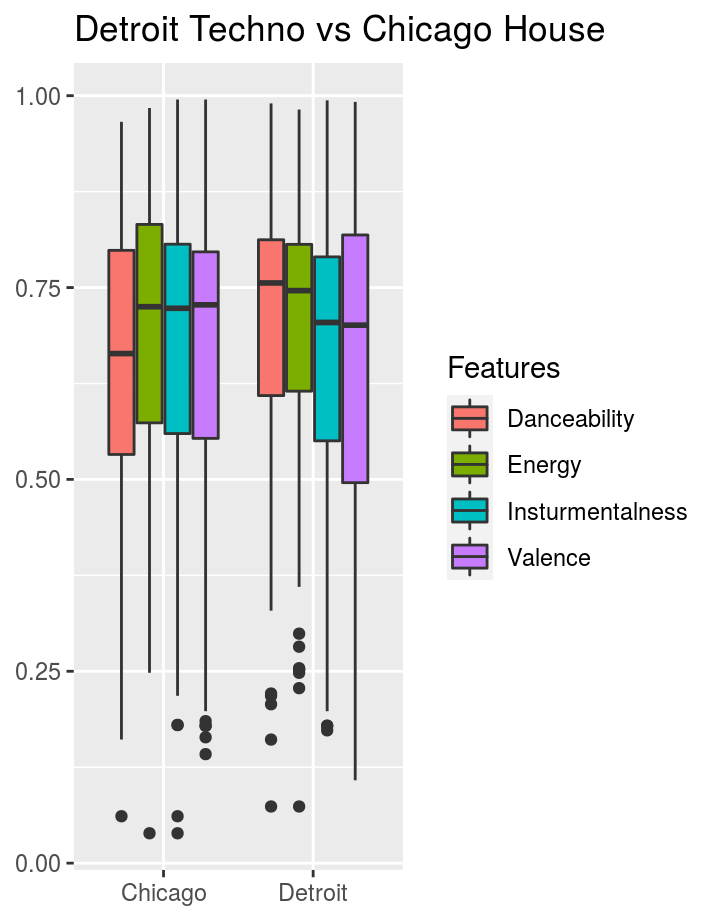 Detroit Techno vs Chicago House
1.00
0.75
0.50
0.25
0.00
Chicago Detroit
Features
Danceability
Energy
Insturmentalness
Valence